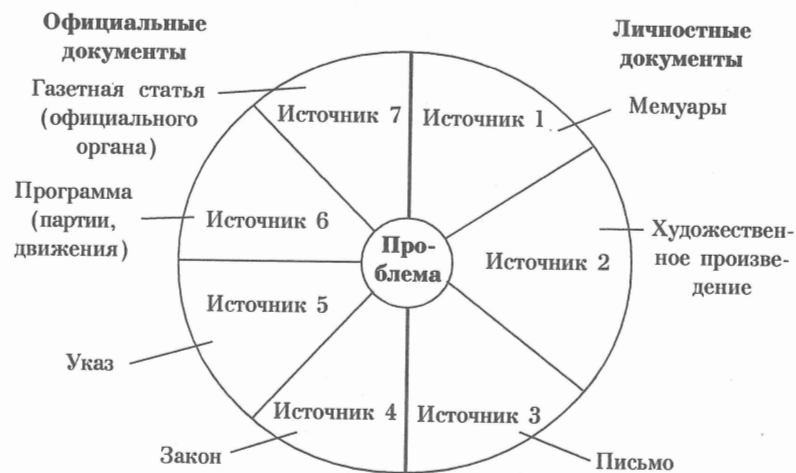 Официальные
документы
Личностные
документы
Газетная статья
(официального
органа)
Источник 7
Источник 1
Мемуары
Программа
(партии,
движения)
Источник 6
Про-
блема
Источник 2
Художествен-
ное произве-
дение
Источник 5
Указ
Источник 4
Источник 3
Закон
Письмо